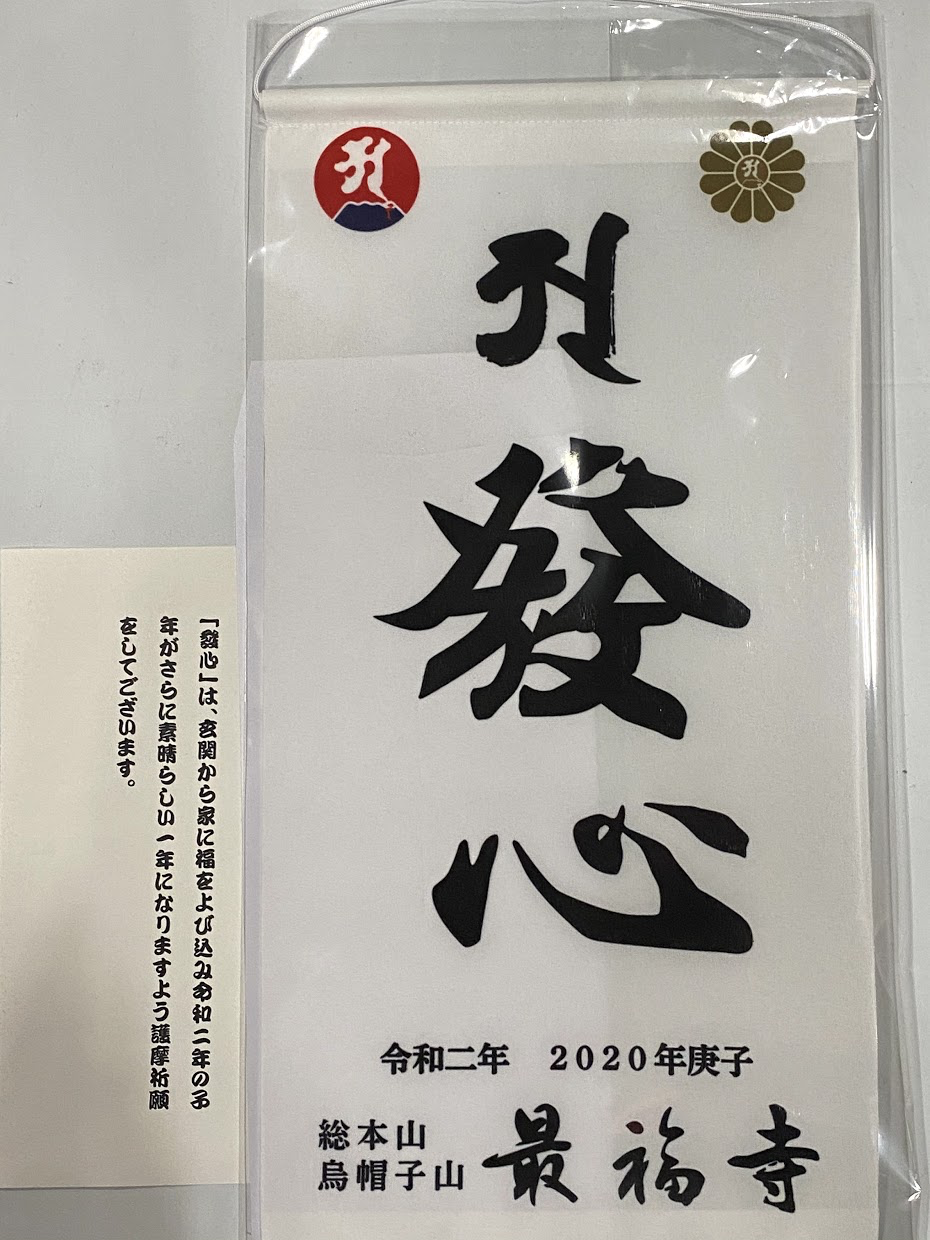 發心
令和二年　2020年庚子
総本山
烏帽子山
最福寺
「發心」は、玄関から家に福をよび込み令和二年の子
年がさらに素晴らしい一年になりますよう護摩祈願
をしてございます。